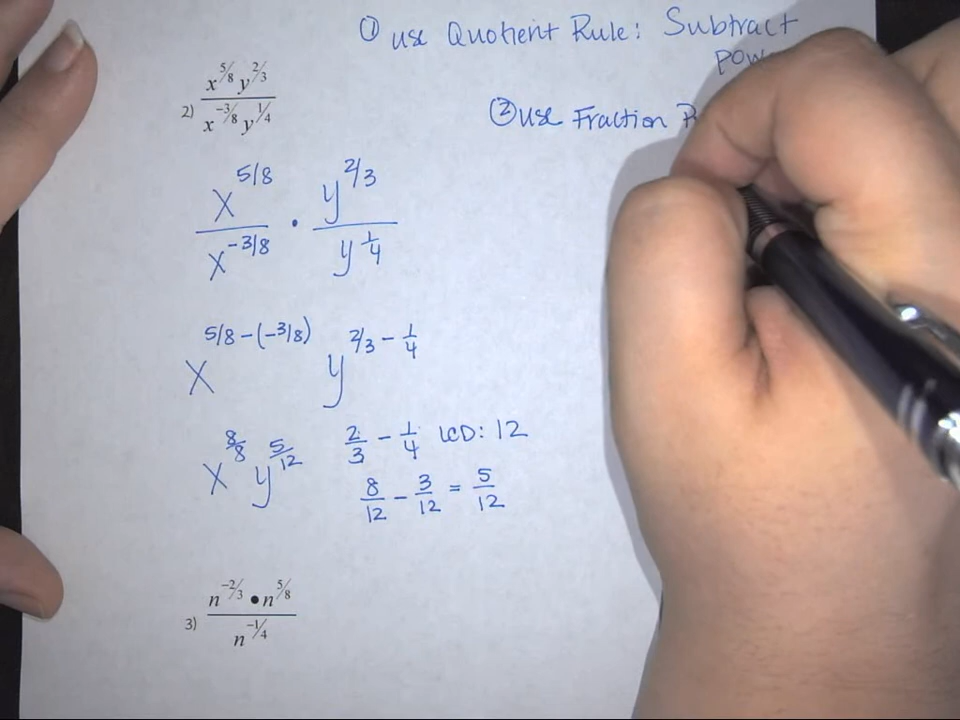 ① use Quotient Rule: Subtract
② use Fraction
2) x^5/8 y^2/3
x^-3/8 y^1/4
x^5/8 · y^2/3
x^-3/8 y^1/4
x^5/8-(-3/8) y^2/3-1/4
x^8/8 y^5/12 2/3 - 1/4 LCD: 12
8/12 - 3/12 = 5/12
3) n^-2/3 • n^5/8
n^-1/4